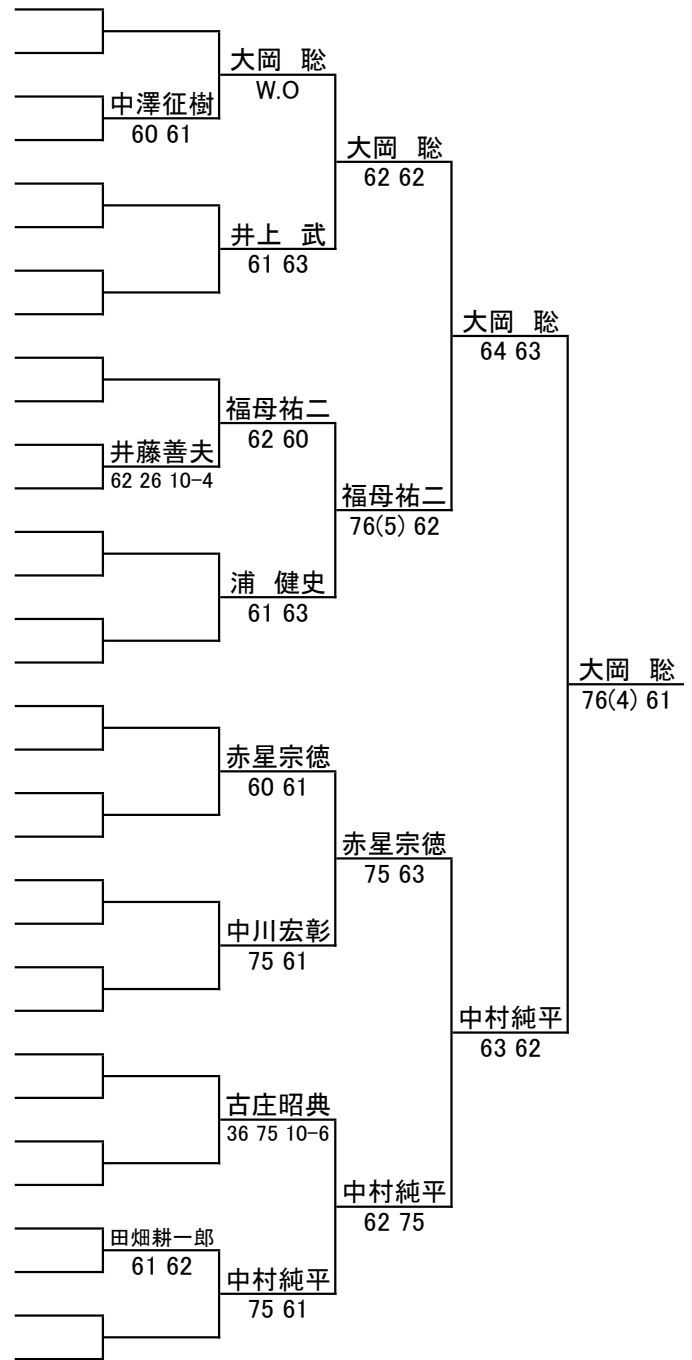 大岡　聡
W.O
中澤征樹
60 61
大岡　聡
62 62
井上　武
61 63
大岡　聡
64 63
福母祐二
62 60
井藤善夫
62 26 10-4
福母祐二
76(5) 62
浦　健史
61 63
大岡　聡
76(4) 61
赤星宗徳
60 61
赤星宗徳
75 63
中川宏彰
75 61
中村純平
63 62
古庄昭典
36 75 10-6
中村純平
62 75
田畑耕一郎
61 62
中村純平
75 61